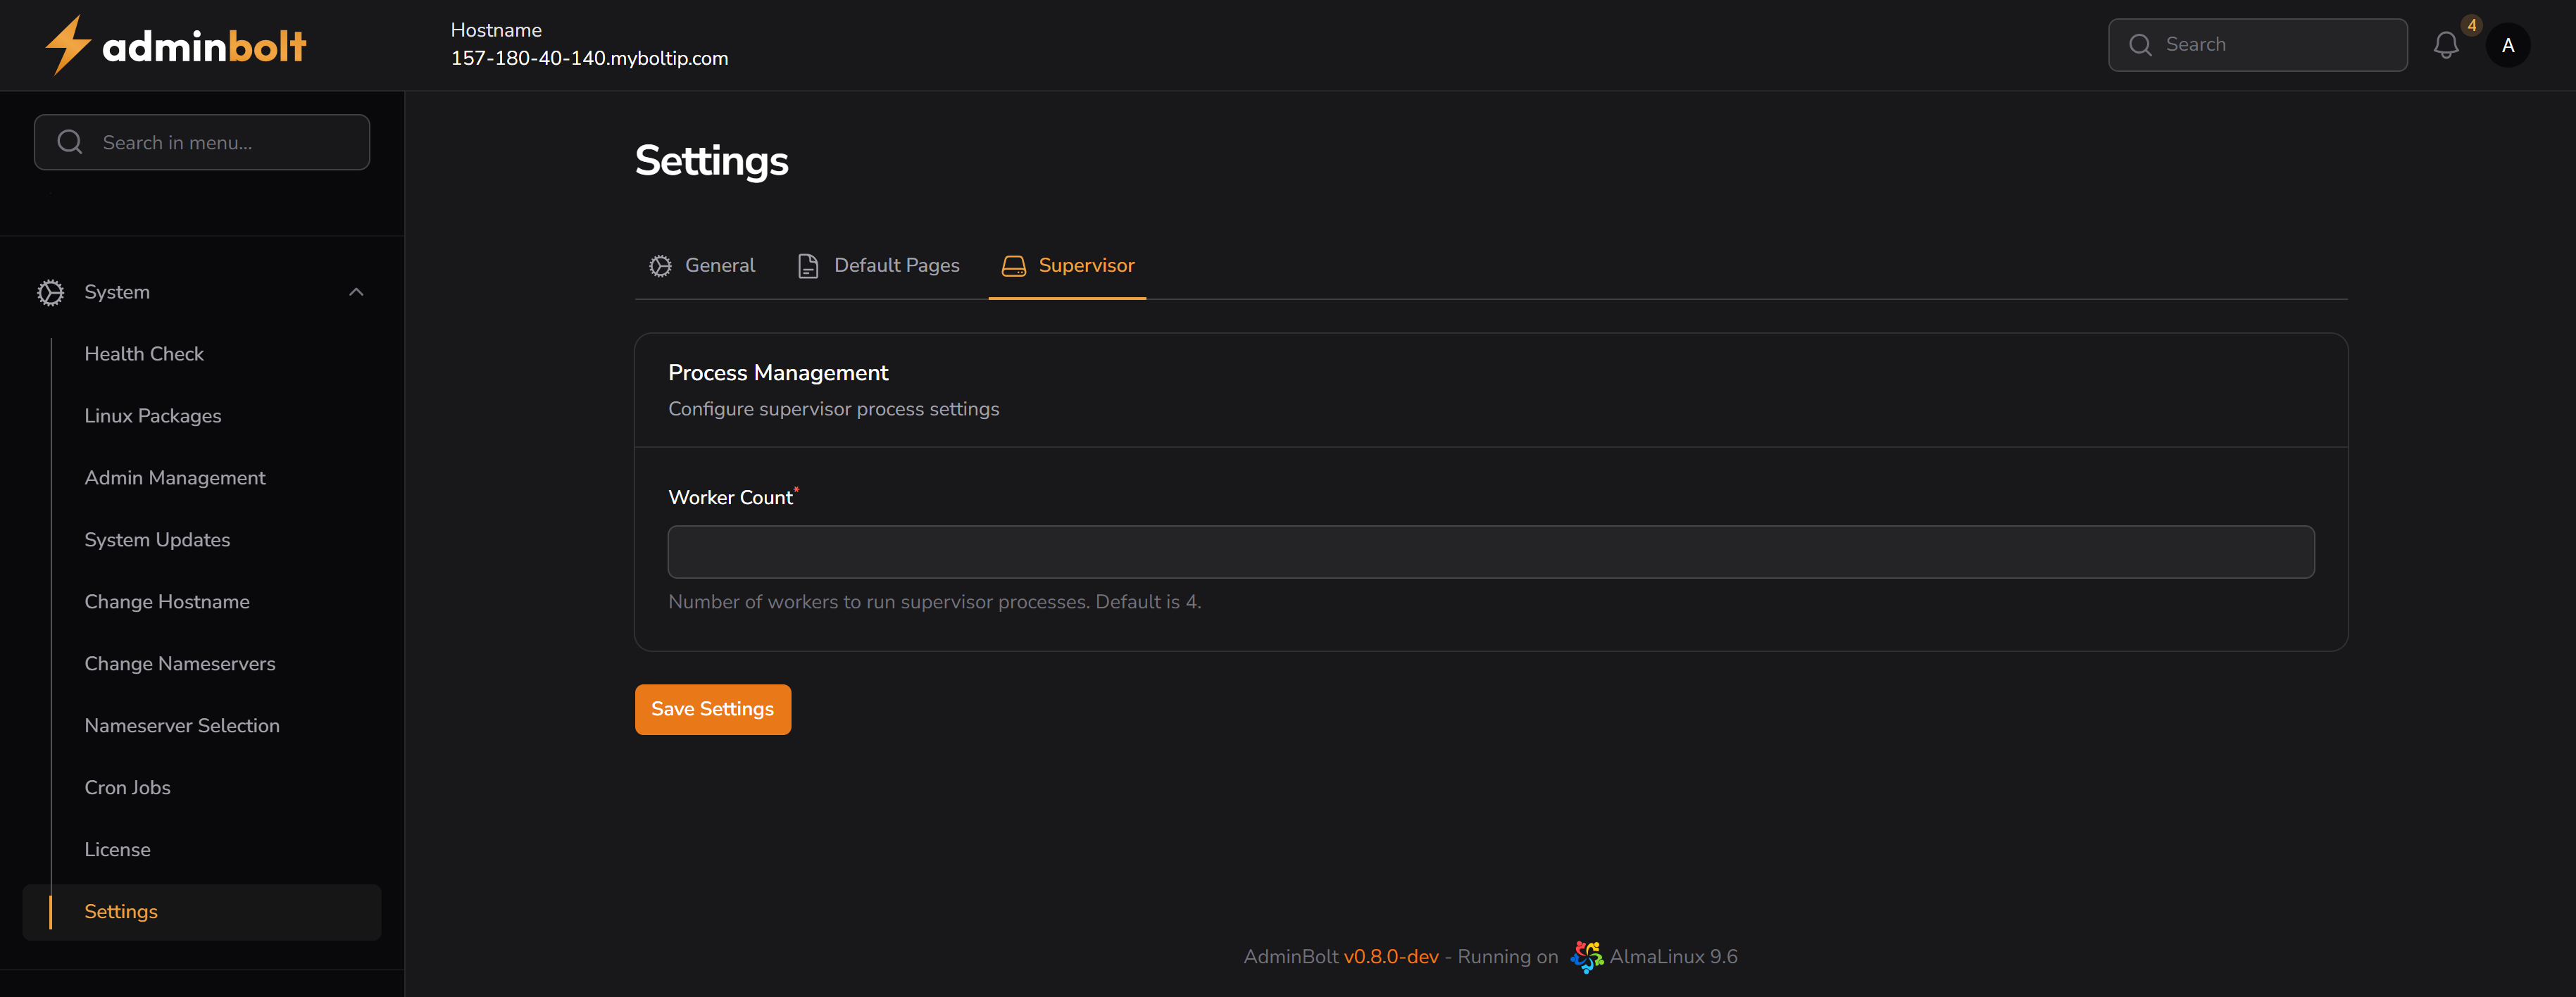 adminbolt
Hostname
157-180-40-140.myboltip.com
Search
4
A
Search in menu...
System
Health Check
Linux Packages
Admin Management
System Updates
Change Hostname
Change Nameservers
Nameserver Selection
Cron Jobs
License
Settings
Settings
General
Default Pages
Supervisor
Process Management
Configure supervisor process settings
Worker Count*
Number of workers to run supervisor processes. Default is 4.
Save Settings
AdminBolt v0.8.0-dev - Running on AlmaLinux 9.6